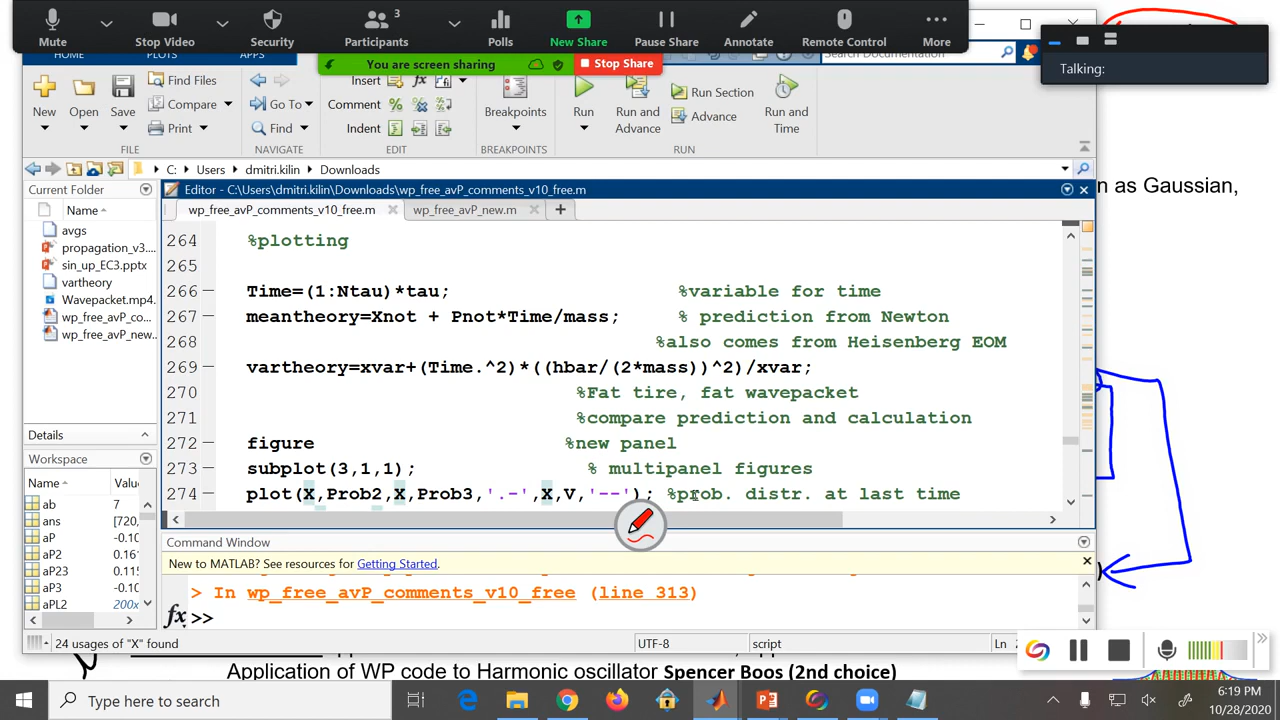 3
Mute
Stop Video
Security
Participants
Polls
New Share
Pause Share
Annotate
Remote Control
More
You are screen sharing
Stop Share
Talking:
HOME PLOTS APPS
Search Documentation
New
Open
Save
Find Files
Compare
Print
Insert
Comment
Indent
Go To
Find
Breakpoints
Run
Run and Advance
Run Section
Advance
Run and Time
FILE NAVIGATE EDIT BREAKPOINTS RUN
C: Users dmitri.kilin Downloads
Current Folder
Name
avgs
propagation_v3....
sin_up_EC3.pptx
vartheory
Wavepacket.mp4
wp_free_avP_co...
wp_free_avP_new...
Details
Workspace
Name Value
ab 7
ans [720,
aP -0.10
aP2 0.16
aP23 0.115
aP3 -0.10
aPL2 200x
Editor - C:\Users\dmitri.kilin\Downloads\wp_free_avP_comments_v10_free.m
wp_free_avP_comments_v10_free.m wp_free_avP_new.m
264 %plotting
265
266 Time=(1:Ntau)*tau; %variable for time
267 meantheory=Xnot + Pnot*Time/mass; % prediction from Newton
268 %also comes from Heisenberg EOM
269 vartheory=xvar+(Time.^2)*((hbar/(2*mass))^2)/xvar;
270 %Fat tire, fat wavepacket
271 %compare prediction and calculation
272 figure %new panel
273 subplot(3,1,1); % multipanel figures
274 plot(X,Prob2,X,Prob3,'.-',X,V,'--'); %prob. distr. at last time
Command Window
New to MATLAB? See resources for Getting Started.
> In wp_free_avP_comments_v10_free (line 313)
fx >>
24 usages of "X" found
UTF-8
script
Ln
n as Gaussian,
)
Application of WP code to Harmonic oscillator Spencer Boos (2nd choice)
Type here to search
6:19 PM
10/28/2020